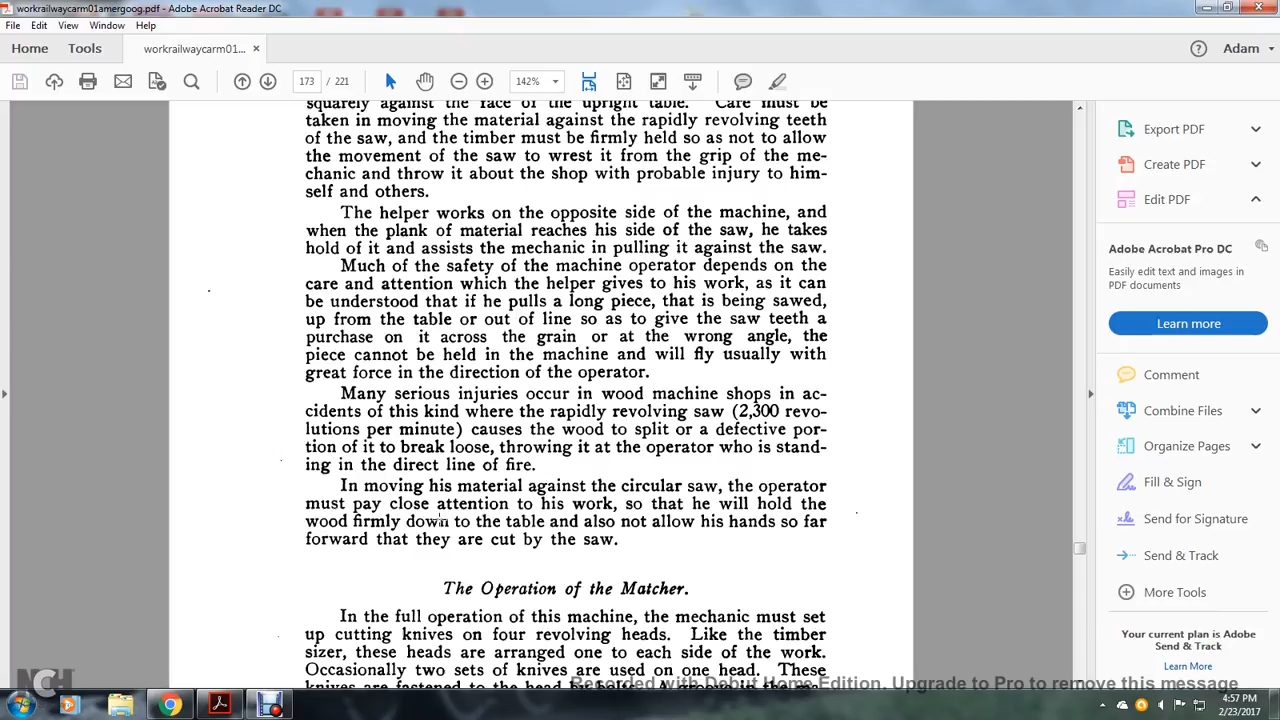 workrailwaycarm01amergoog.pdf - Adobe Acrobat Reader DC
File Edit View Window Help
Home Tools workrailwaycarm01... × Adam
173 / 221 142%
squarely against the face of the upright table. Care must be
taken in moving the material against the rapidly revolving teeth
of the saw, and the timber must be firmly held so as not to allow
the movement of the saw to wrest it from the grip of the me-
chanic and throw it about the shop with probable injury to him-
self and others.
The helper works on the opposite side of the machine, and
when the plank of material reaches his side of the saw, he takes
hold of it and assists the mechanic in pulling it against the saw.
Much of the safety of the machine operator depends on the
care and attention which the helper gives to his work, as it can
be understood that if he pulls a long piece, that is being sawed,
up from the table or out of line so as to give the saw teeth a
purchase on it across the grain or at the wrong angle, the
piece cannot be held in the machine and will fly usually with
great force in the direction of the operator.
Many serious injuries occur in wood machine shops in ac-
cidents of this kind where the rapidly revolving saw (2,300 revo-
lutions per minute) causes the wood to split or a defective por-
tion of it to break loose, throwing it at the operator who is stand-
ing in the direct line of fire.
In moving his material against the circular saw, the operator
must pay close attention to his work, so that he will hold the
wood firmly down to the table and also not allow his hands so far
forward that they are cut by the saw.
The Operation of the Matcher.
In the full operation of this machine, the mechanic must set
up cutting knives on four revolving heads. Like the timber
sizer, these heads are arranged one to each side of the work.
Occasionally two sets of knives are used on one head. These
knives are fastened to the head by
Export PDF
Create PDF
Edit PDF
Adobe Acrobat Pro DC
Easily edit text and images in
PDF documents
Learn more
Comment
Combine Files
Organize Pages
Fill & Sign
Send for Signature
Send & Track
More Tools
Your current plan is Adobe
Send & Track
Learn More
NCH
Recorded with Debut Home Edition. Upgrade to Pro to remove this message
4:57 PM
2/23/2017